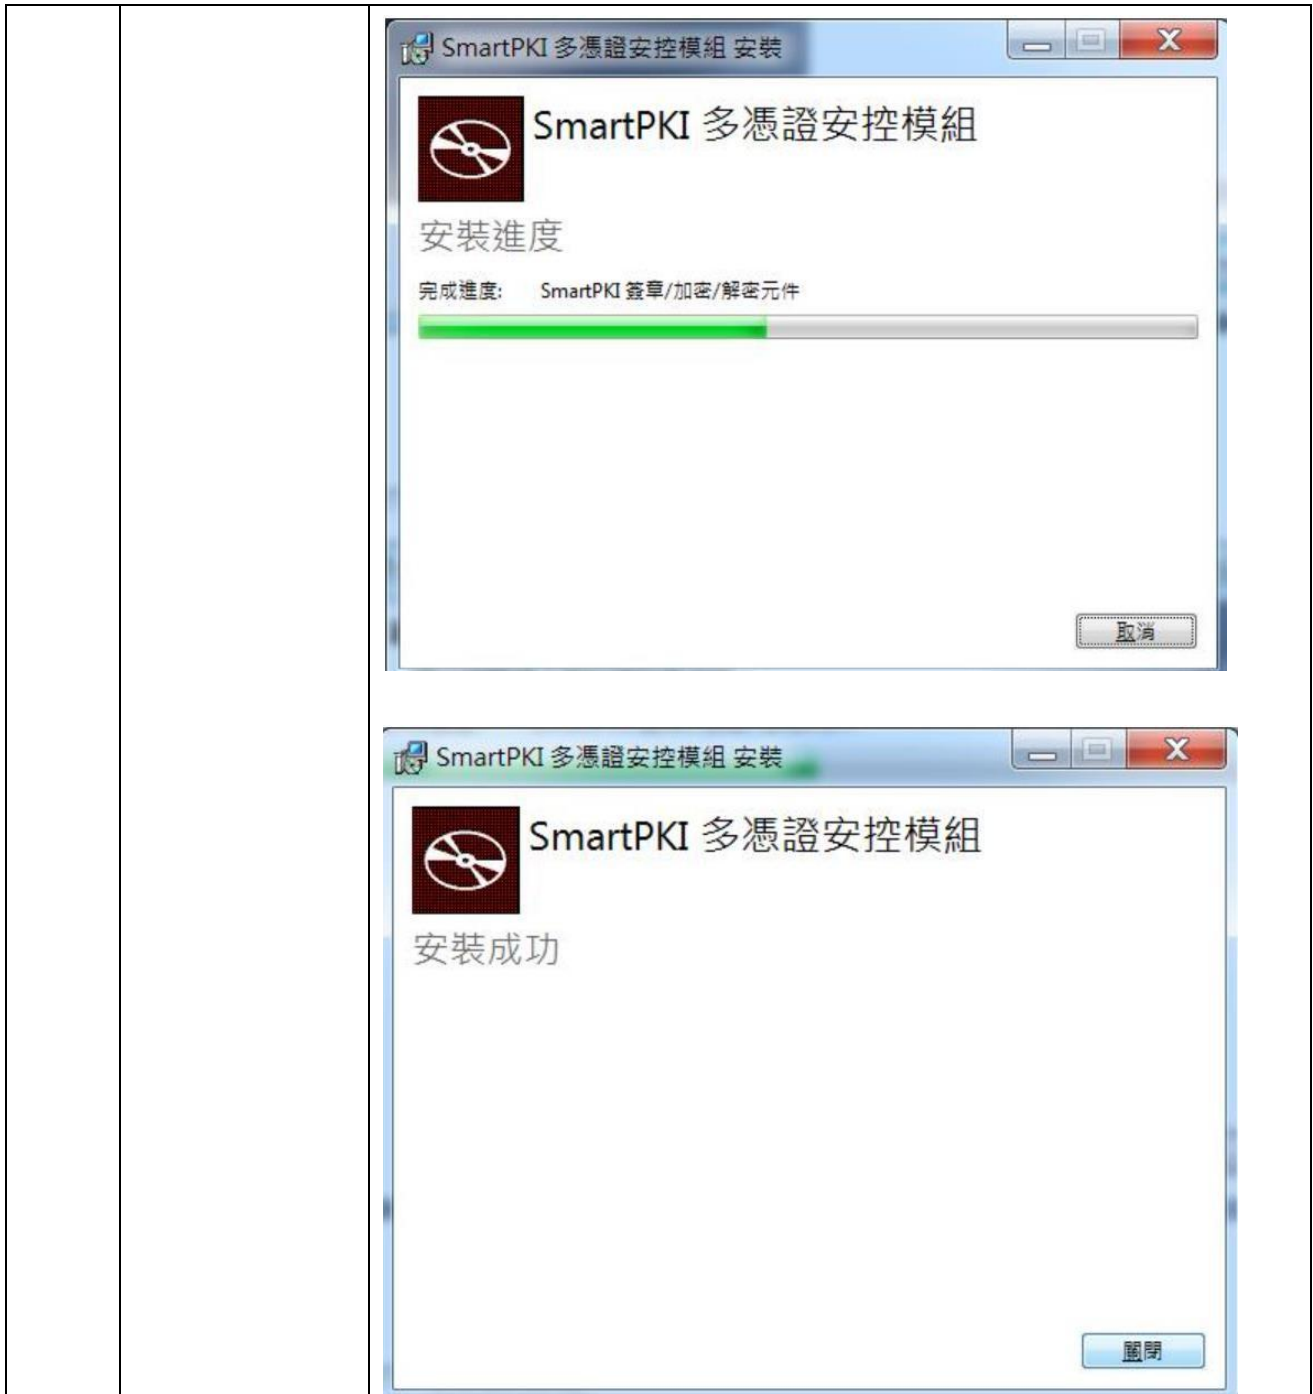 SmartPKI 多憑證安控模組 安裝
SmartPKI 多憑證安控模組
安裝進度
完成進度: SmartPKI 簽章/加密/解密元件
取消
SmartPKI 多憑證安控模組 安裝
SmartPKI 多憑證安控模組
安裝成功
關閉